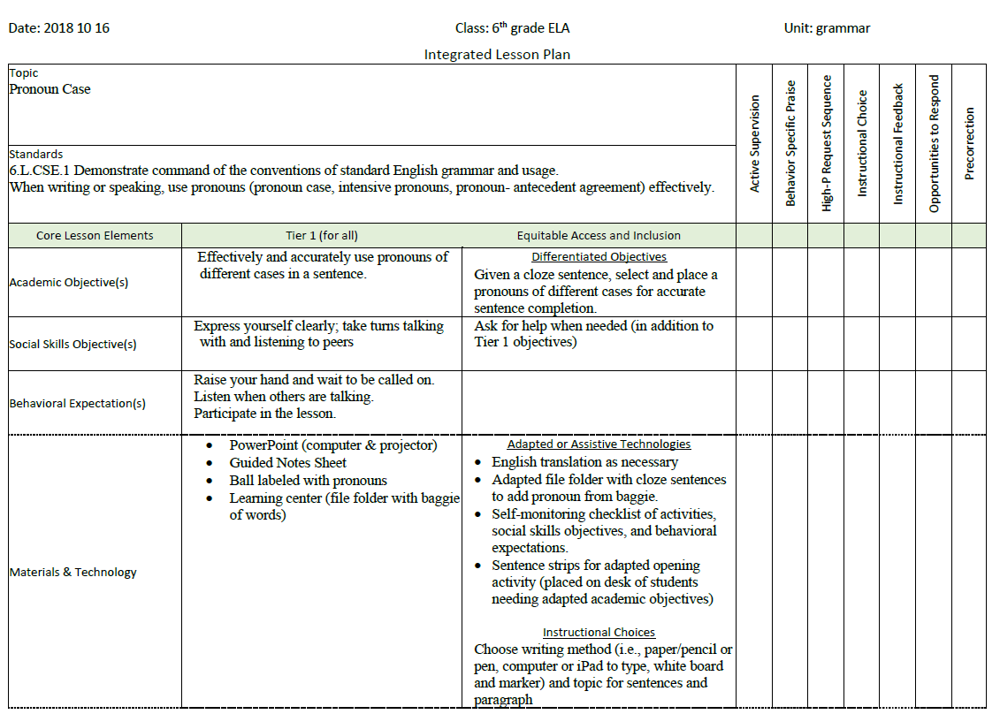 Date: 2018 10 16
Class: 6th grade ELA
Unit: grammar
Integrated Lesson Plan
Topic
Pronoun Case
Standards
6.L.CSE.1 Demonstrate command of the conventions of standard English grammar and usage.
When writing or speaking, use pronouns (pronoun case, intensive pronouns, pronoun- antecedent agreement) effectively.
Active Supervision
Behavior Specific Praise
High-P Request Sequence
Instructional Choice
Instructional Feedback
Opportunities to Respond
Precorrection
Core Lesson Elements
Tier 1 (for all)
Equitable Access and Inclusion
Academic Objective(s)
Effectively and accurately use pronouns of
different cases in a sentence.
Differentiated Objectives
Given a cloze sentence, select and place a
pronouns of different cases for accurate
sentence completion.
Social Skills Objective(s)
Express yourself clearly; take turns talking
with and listening to peers
Ask for help when needed (in addition to
Tier 1 objectives)
Behavioral Expectation(s)
Raise your hand and wait to be called on.
Listen when others are talking.
Participate in the lesson.
Materials & Technology
• PowerPoint (computer & projector)
• Guided Notes Sheet
• Ball labeled with pronouns
• Learning center (file folder with baggie
of words)
Adapted or Assistive Technologies
• English translation as necessary
• Adapted file folder with cloze sentences
to add pronoun from baggie.
• Self-monitoring checklist of activities,
social skills objectives, and behavioral
expectations.
• Sentence strips for adapted opening
activity (placed on desk of students
needing adapted academic objectives)
Instructional Choices
Choose writing method (i.e., paper/pencil or
pen, computer or iPad to type, white board
and marker) and topic for sentences and
paragraph